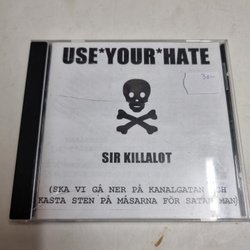 USE*YOUR*HATE
30:-
SIR KILLALOT
(SKA VI GÅ NER PÅ KANALGATAN OCH
KASTA STEN PÅ MÅSARNA FÖR SATAN MAN)